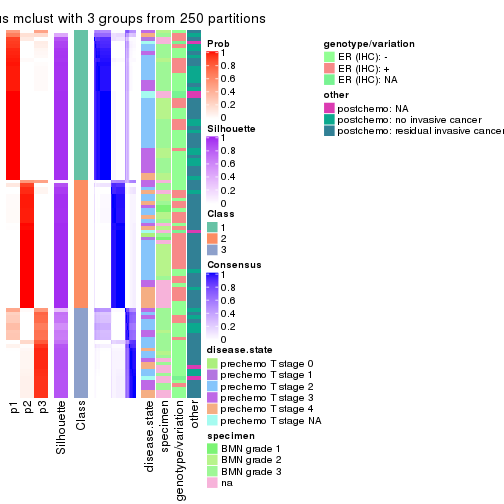 us mclust with 3 groups from 250 partitions
Prob
1
0.8
0.6
0.4
0.2
0
Silhouette
1
0.8
0.6
0.4
0.2
0
Class
1
2
3
Consensus
1
0.8
0.6
0.4
0.2
0
disease.state
prechemo T stage 0
prechemo T stage 1
prechemo T stage 2
prechemo T stage 3
prechemo T stage 4
prechemo T stage NA
specimen
BMN grade 1
BMN grade 2
BMN grade 3
na
genotype/variation
ER (IHC): -
ER (IHC): +
ER (IHC): NA
other
postchemo: NA
postchemo: no invasive cancer
postchemo: residual invasive cancer
p1
p2
p3
Silhouette
Class
disease.state
specimen
genotype/variation
other